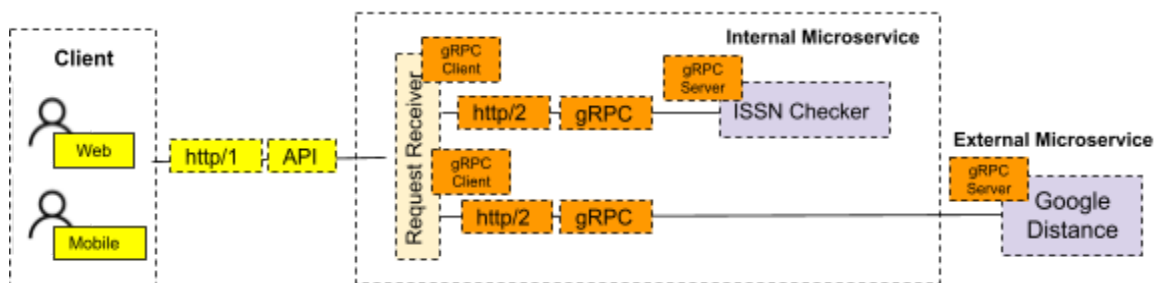 Client
Web
Mobile
http/1
API
Internal Microservice
Request Receiver
gRPC
Client
http/2
gRPC
gRPC
Server
ISSN Checker
gRPC
Client
http/2
gRPC
External Microservice
gRPC
Server
Google
Distance